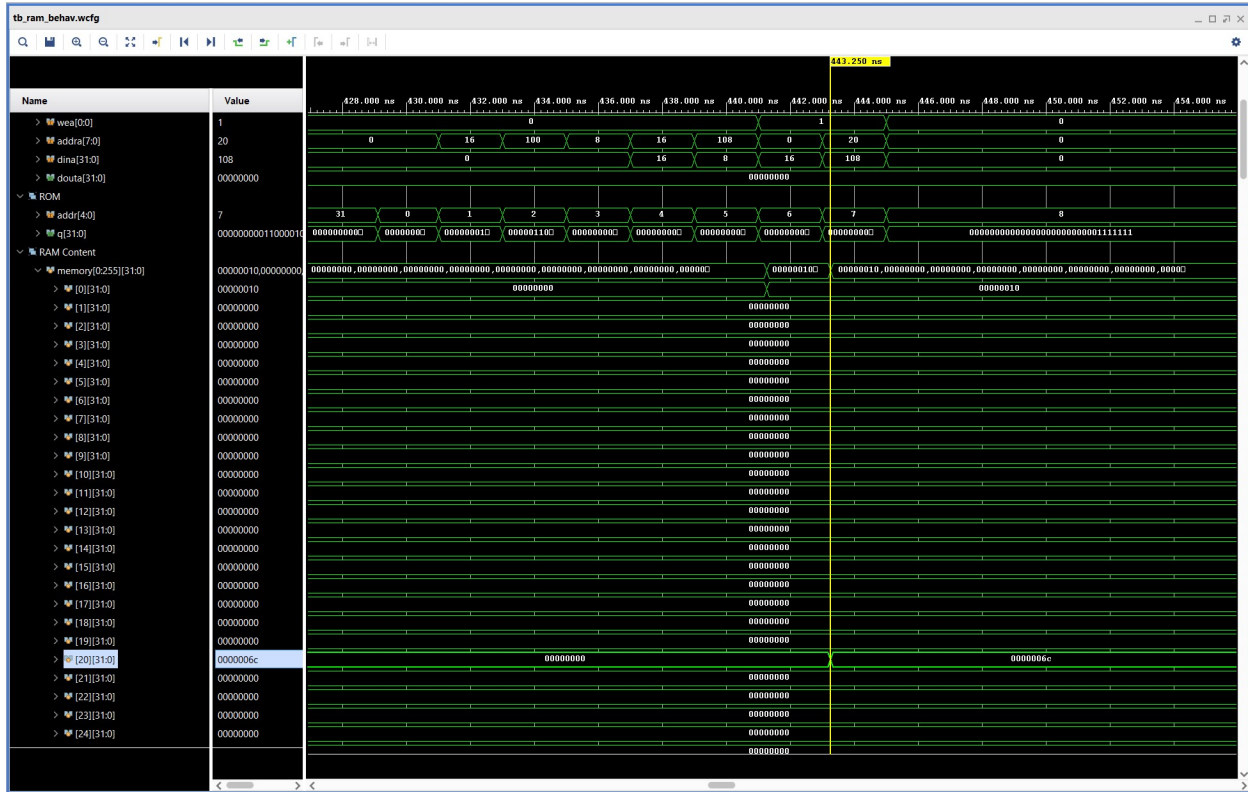 tb_ram_behav.wcfg
443.250 ns
Name Value 428.000 ns 430.000 ns 432.000 ns 434.000 ns 436.000 ns 438.000 ns 440.000 ns 442.000 ns 444.000 ns 446.000 ns 448.000 ns 450.000 ns 452.000 ns 454.000 ns
wea[0:0] 1 0 1 0
addra[7:0] 20 0 16 100 8 16 108 0 20 0
dina[31:0] 108 0 16 8 16 108 0
douta[31:0] 00000000 00000000
ROM
addr[4:0] 7 31 0 1 2 3 4 5 6 7 8
q[31:0] 00000000011000010 000000000 00000000 00000001 00000110 00000000 00000000 00000000 00000000 00000000 00000000000000000000000001111111
RAM Content
memory[0:255][31:0] 00000010,00000000, 00000000,00000000,00000000,00000000,00000000,00000000,00000000,00000000,00000 000000100 00000010,00000000,00000000,00000000,00000000,00000000,00000000,00000000,0000
[0][31:0] 00000010 00000000 00000010
[1][31:0] 00000000 00000000
[2][31:0] 00000000 00000000
[3][31:0] 00000000 00000000
[4][31:0] 00000000 00000000
[5][31:0] 00000000 00000000
[6][31:0] 00000000 00000000
[7][31:0] 00000000 00000000
[8][31:0] 00000000 00000000
[9][31:0] 00000000 00000000
[10][31:0] 00000000 00000000
[11][31:0] 00000000 00000000
[12][31:0] 00000000 00000000
[13][31:0] 00000000 00000000
[14][31:0] 00000000 00000000
[15][31:0] 00000000 00000000
[16][31:0] 00000000 00000000
[17][31:0] 00000000 00000000
[18][31:0] 00000000 00000000
[19][31:0] 00000000 00000000
[20][31:0] 0000006c 00000000 0000006c
[21][31:0] 00000000 00000000
[22][31:0] 00000000 00000000
[23][31:0] 00000000 00000000
[24][31:0] 00000000 00000000
00000000